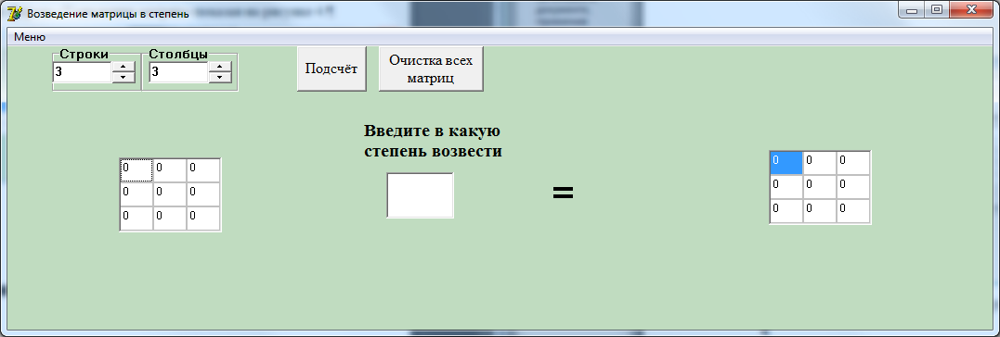 Возведение матрицы в степень
Меню
Строки Столбцы
3 3
Подсчёт
Очистка всех
матриц
Введите в какую
степень возвести
0 0 0
0 0 0
0 0 0
=
0 0 0
0 0 0
0 0 0